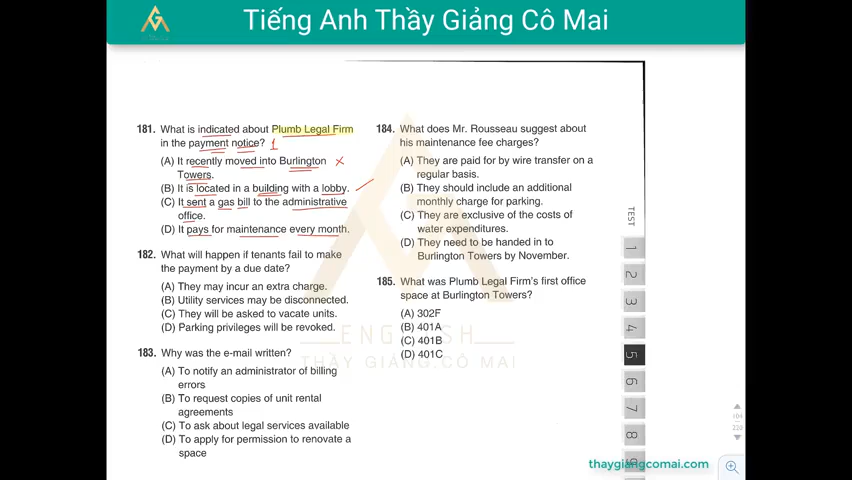 Tiếng Anh Thầy Giảng Cô Mai
181. What is indicated about Plumb Legal Firm
in the payment notice? 1
(A) It recently moved into Burlington
Towers.
(B) It is located in a building with a lobby.
(C) It sent a gas bill to the administrative
office.
(D) It pays for maintenance every month.
182. What will happen if tenants fail to make
the payment by a due date?
(A) They may incur an extra charge.
(B) Utility services may be disconnected.
(C) They will be asked to vacate units.
(D) Parking privileges will be revoked.
183. Why was the e-mail written?
(A) To notify an administrator of billing
errors
(B) To request copies of unit rental
agreements
(C) To ask about legal services available
(D) To apply for permission to renovate a
space
184. What does Mr. Rousseau suggest about
his maintenance fee charges?
(A) They are paid for by wire transfer on a
regular basis.
(B) They should include an additional
monthly charge for parking.
(C) They are exclusive of the costs of
water expenditures.
(D) They need to be handed in to
Burlington Towers by November.
185. What was Plumb Legal Firm's first office
space at Burlington Towers?
(A) 302F
(B) 401A
(C) 401B
(D) 401C
ENGLISH
THẦY GIẢNG.CÔ MAI
TEST
1
2
3
4
5
6
7
8
9
thaygiangcomai.com